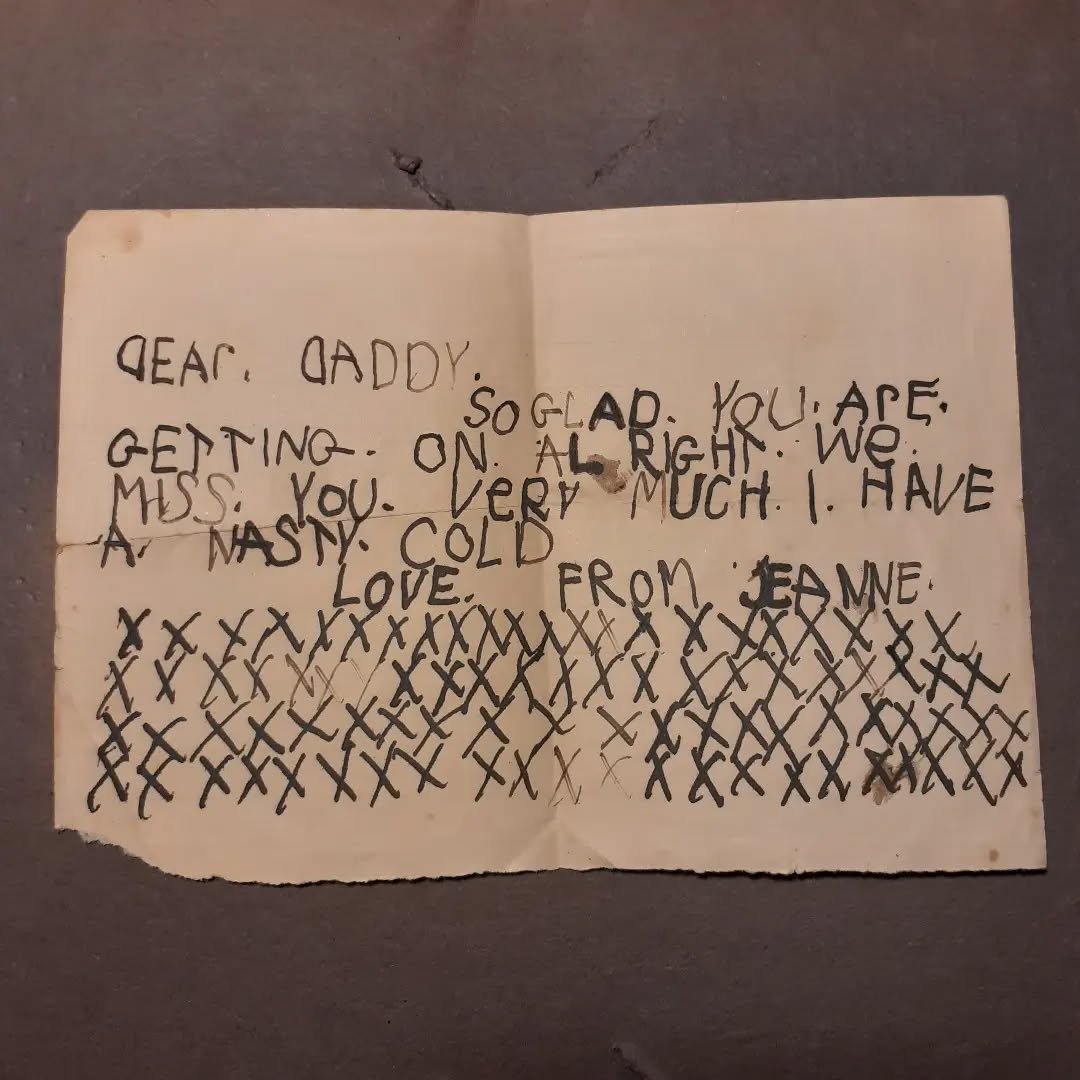 DEAr. DADDY.
SO GLAD. YOU. ArE.
GETTING. ON. AL RIGHT. We.
MISS. YOU. VerY MUCH. I. HAVE
A. NASTY. COLD
LOVE. FROM JEANNE.
X X X X X X X X X X X X X X X X X X X X X X
X X X X X X X X X X X X X X X X X X X X X X
X X X X X X X X X X X X X X X X X X X X X
X X X X X X X X X X X X X X X X X X X X X X